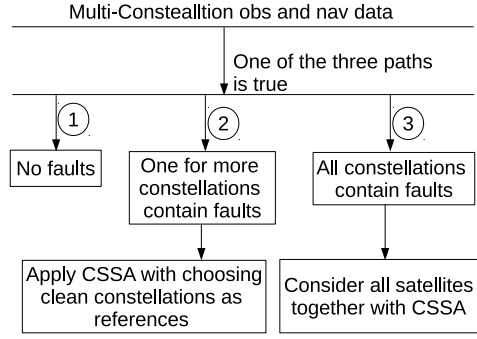 Multi-Constealltion obs and nav data
One of the three paths
is true
1
2
3
No faults
One for more
constellations
contain faults
All constellations
contain faults
Apply CSSA with choosing
clean constellations as
references
Consider all satellites
together with CSSA